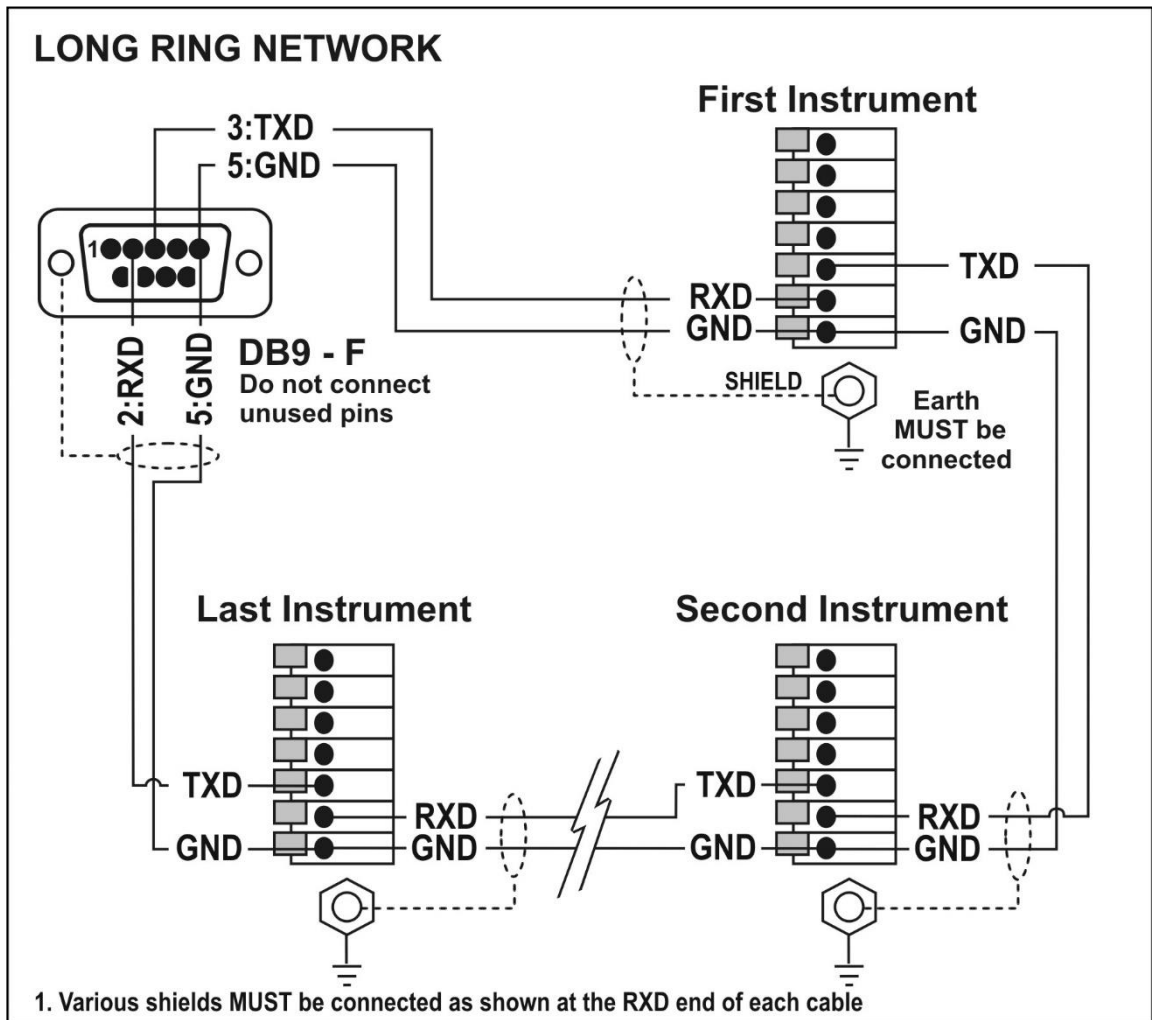 LONG RING NETWORK
First Instrument
3:TXD
5:GND
1
TXD
RXD
GND
GND
2:RXD
5:GND
DB9 - F
Do not connect
unused pins
SHIELD
Earth
MUST be
connected
Last Instrument
Second Instrument
TXD
TXD
RXD
RXD
GND
GND
GND
GND
1. Various shields MUST be connected as shown at the RXD end of each cable